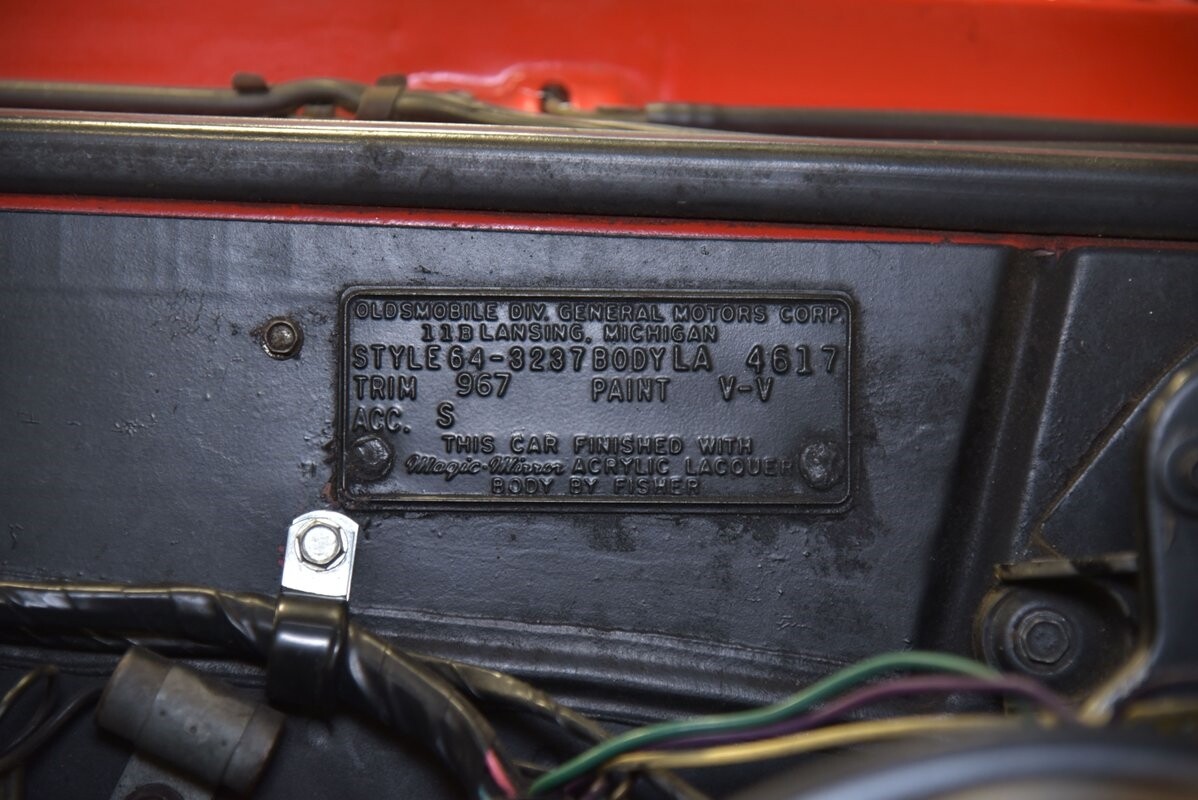 OLDSMOBILE DIV. GENERAL MOTORS CORP.
11B LANSING, MICHIGAN
STYLE 64-3237 BODY LA 4617
TRIM 967 PAINT V-V
ACC. S
THIS CAR FINISHED WITH
Magic-Mirror ACRYLIC LACQUER
BODY BY FISHER